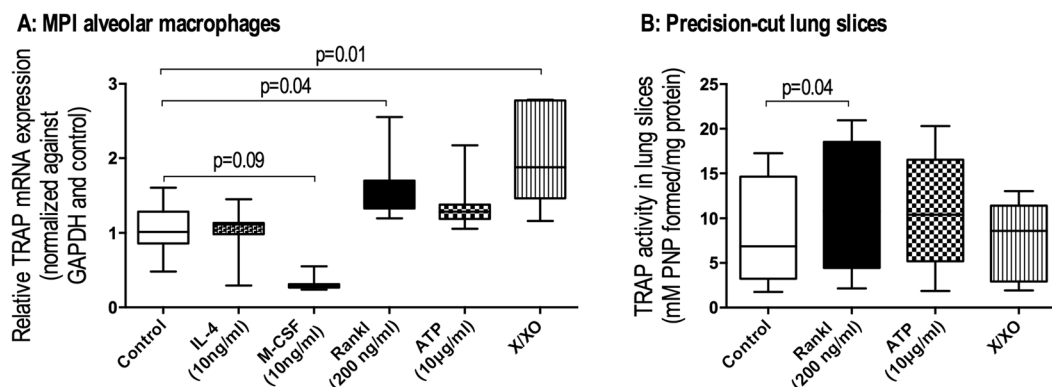 A: MPI alveolar macrophages
Relative TRAP mRNA expression
(normalized against
GAPDH and control)
3
2
1
0
p=0.01
p=0.04
p=0.09
Control
IL-4
(10ng/ml)
M-CSF
(10ng/ml)
Rankl
(200 ng/ml)
ATP
(10µg/ml)
X/XO
B: Precision-cut lung slices
TRAP activity in lung slices
(mM PNP formed/mg protein)
25
20
15
10
5
0
p=0.04
Control
Rankl
(200 ng/ml)
ATP
(10µg/ml)
X/XO